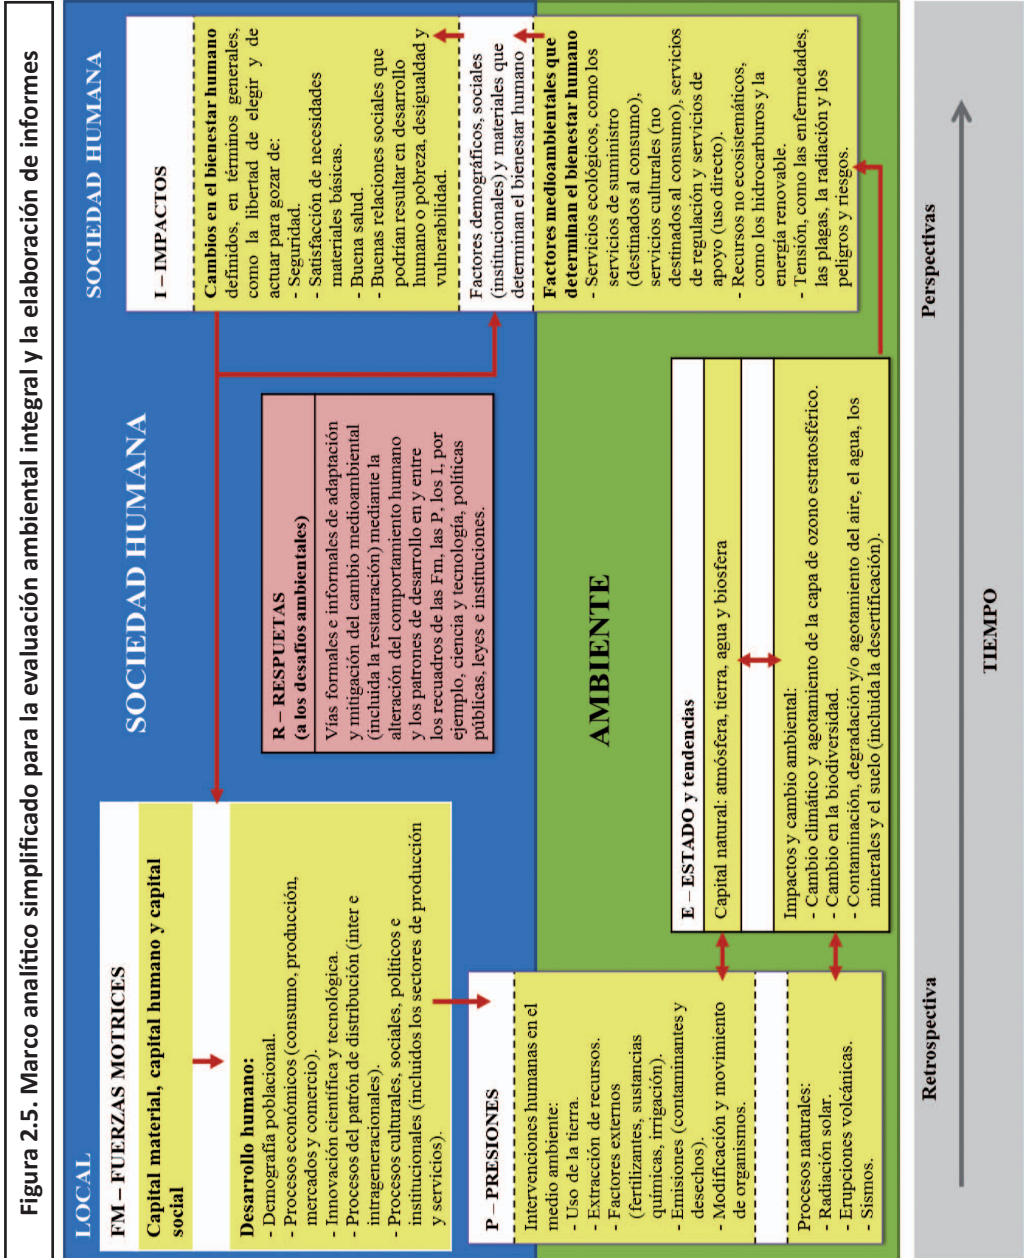 Figura 2.5. Marco analítico simplificado para la evaluación ambiental integral y la elaboración de informes
LOCAL
SOCIEDAD HUMANA
SOCIEDAD HUMANA
FM – FUERZAS MOTRICES
Capital material, capital humano y capital
social
Desarrollo humano:
- Demografía poblacional.
- Procesos económicos (consumo, producción,
mercados y comercio).
- Innovación científica y tecnológica.
- Procesos del patrón de distribución (inter e
intrageneracionales).
- Procesos culturales, sociales, políticos e
institucionales (incluidos los sectores de producción
y servicios).
P – PRESIONES
Intervenciones humanas en el
medio ambiente:
- Uso de la tierra.
- Extracción de recursos.
- Factores externos
(fertilizantes, sustancias
químicas, irrigación).
- Emisiones (contaminantes y
desechos).
- Modificación y movimiento
de organismos.
Procesos naturales:
- Radiación solar.
- Erupciones volcánicas.
- Sismos.
R – RESPUETAS
(a los desafíos ambientales)
Vías formales e informales de adaptación
y mitigación del cambio medioambiental
(incluida la restauración) mediante la
alteración del comportamiento humano
y los patrones de desarrollo en y entre
los recuadros de las Fm, las P, los I, por
ejemplo, ciencia y tecnología, políticas
públicas, leyes e instituciones.
AMBIENTE
E – ESTADO y tendencias
Capital natural: atmósfera, tierra, agua y biosfera
Impactos y cambio ambiental:
- Cambio climático y agotamiento de la capa de ozono estratosférico.
- Cambio en la biodiversidad.
- Contaminación, degradación y/o agotamiento del aire, el agua, los
minerales y el suelo (incluida la desertificación).
I – IMPACTOS
Cambios en el bienestar humano
definidos, en términos generales,
como la libertad de elegir y de
actuar para gozar de:
- Seguridad.
- Satisfacción de necesidades
materiales básicas.
- Buena salud.
- Buenas relaciones sociales que
podrían resultar en desarrollo
humano o pobreza, desigualdad y
vulnerabilidad.
Factores demográficos, sociales
(institucionales) y materiales que
determinan el bienestar humano
Factores medioambientales que
determinan el bienestar humano
- Servicios ecológicos, como los
servicios de suministro
(destinados al consumo),
servicios culturales (no
destinados al consumo), servicios
de regulación y servicios de
apoyo (uso directo).
- Recursos no ecosistemáticos,
como los hidrocarburos y la
energía renovable.
- Tensión, como las enfermedades,
las plagas, la radiación y los
peligros y riesgos.
Retrospectiva
Perspectivas
TIEMPO